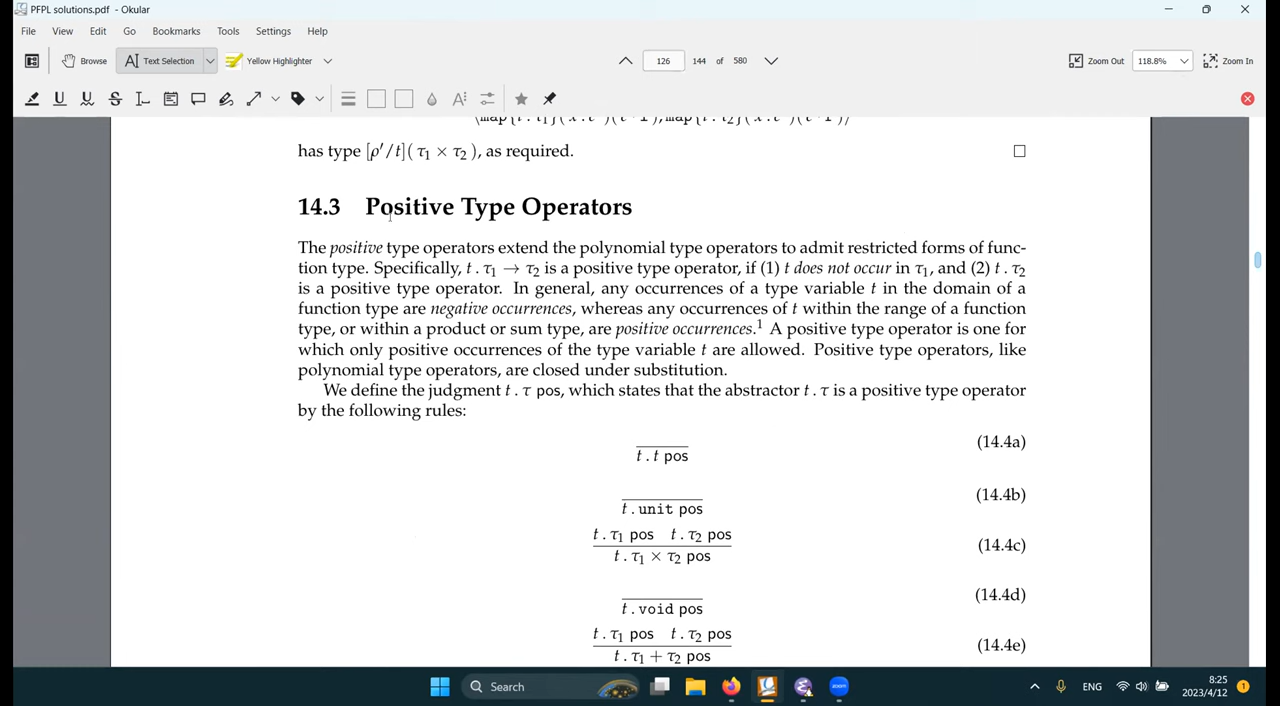 PFPL solutions.pdf - Okular
File View Edit Go Bookmarks Tools Settings Help
Browse Text Selection Yellow Highlighter 126 144 of 580 Zoom Out 118.8% Zoom In
⟨map{t.τ₁}(x.t″)(e·l),map{t.τ₂}(x.t″)(e·r)⟩
has type [ρ′/t](τ₁ × τ₂), as required. □
14.3 Positive Type Operators
The positive type operators extend the polynomial type operators to admit restricted forms of func-
tion type. Specifically, t . τ₁ → τ₂ is a positive type operator, if (1) t does not occur in τ₁, and (2) t . τ₂
is a positive type operator. In general, any occurrences of a type variable t in the domain of a
function type are negative occurrences, whereas any occurrences of t within the range of a function
type, or within a product or sum type, are positive occurrences.¹ A positive type operator is one for
which only positive occurrences of the type variable t are allowed. Positive type operators, like
polynomial type operators, are closed under substitution.
We define the judgment t . τ pos, which states that the abstractor t . τ is a positive type operator
by the following rules:
(14.4a)
t . t pos
(14.4b)
t . unit pos
t . τ₁ pos t . τ₂ pos
(14.4c)
t . τ₁ × τ₂ pos
(14.4d)
t . void pos
t . τ₁ pos t . τ₂ pos
(14.4e)
t . τ₁ + τ₂ pos
Search
zoom
ENG
8:25
2023/4/12
1